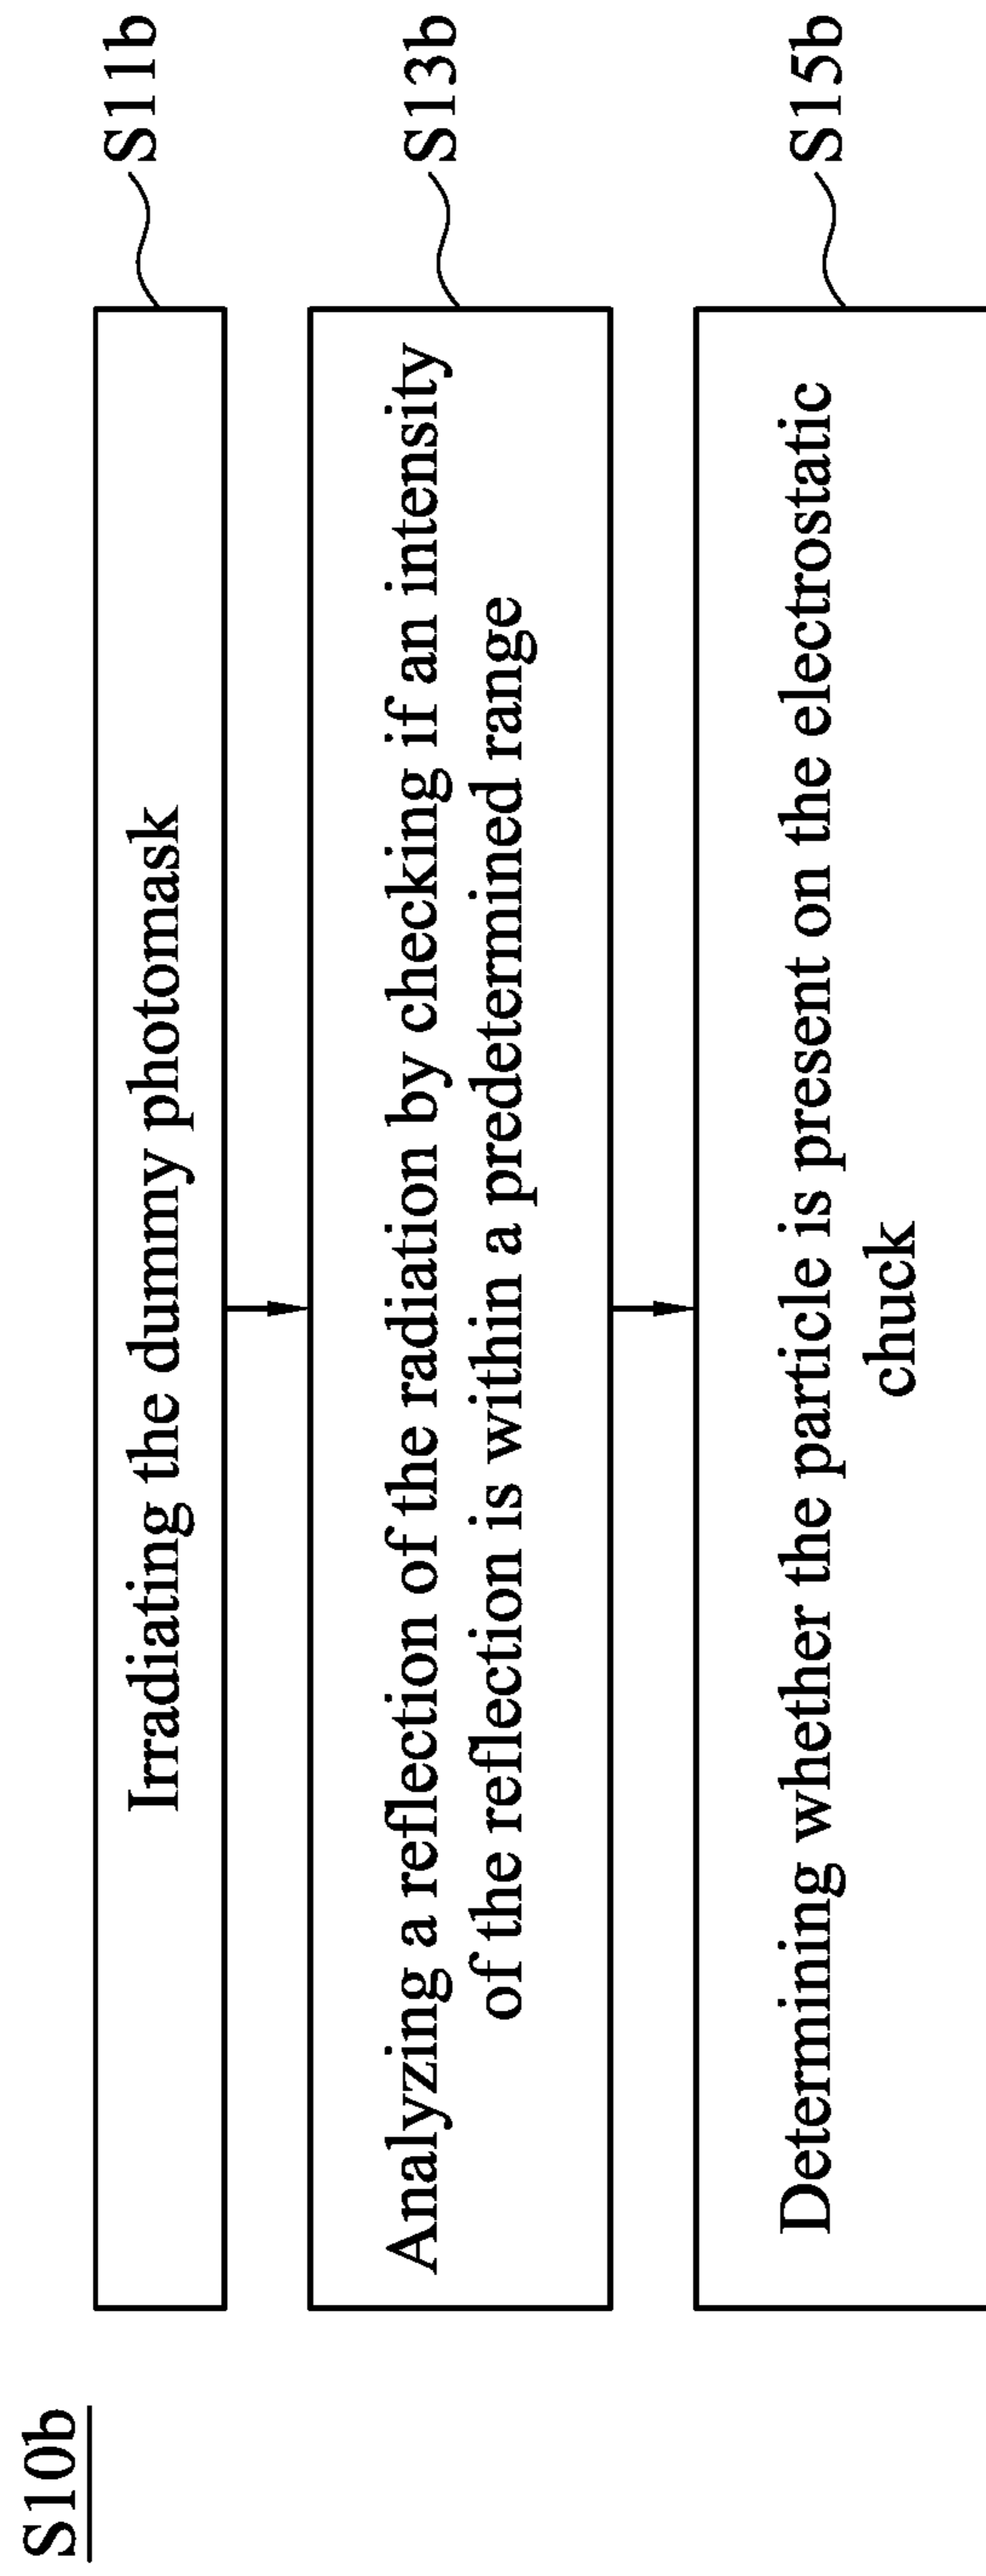 S10b
Irradiating the dummy photomask
S11b
Analyzing a reflection of the radiation by checking if an intensity
of the reflection is within a predetermined range
S13b
Determining whether the particle is present on the electrostatic
chuck
S15b